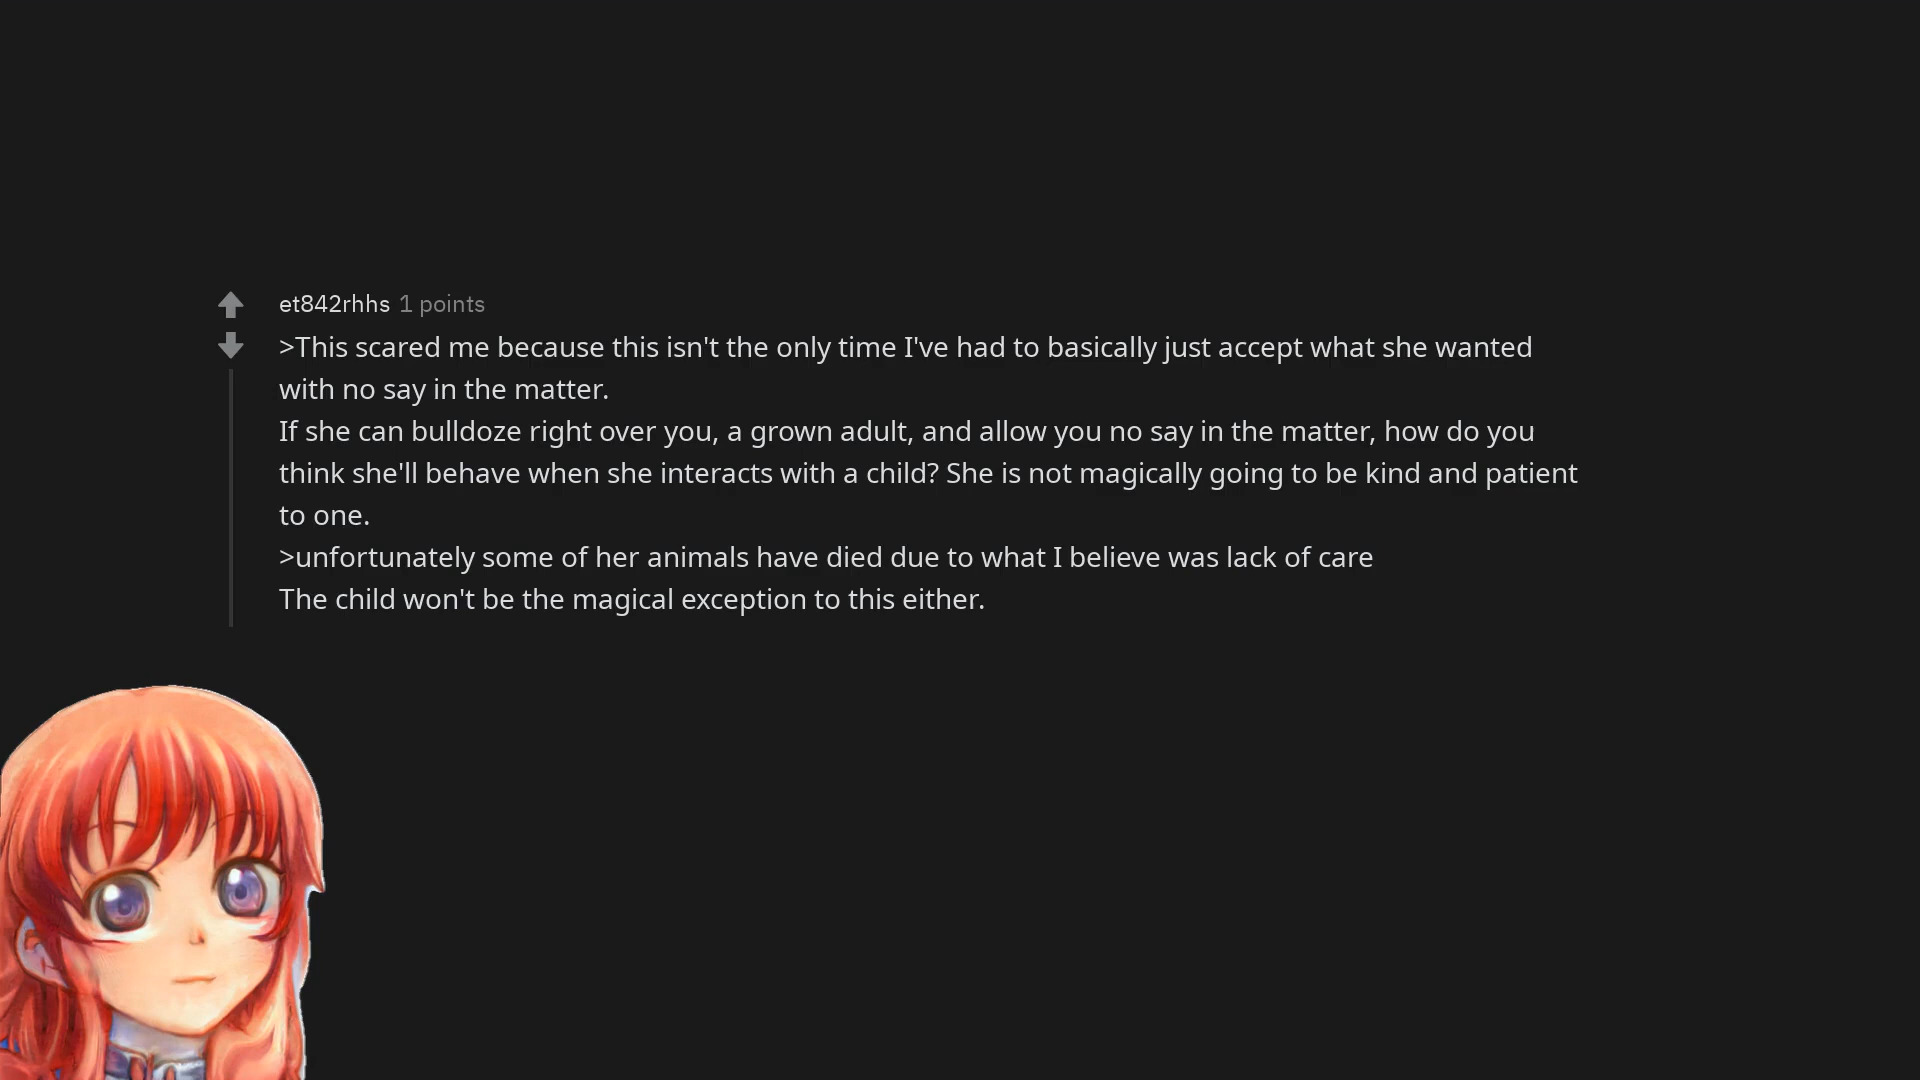 et842rhhs 1 points
>This scared me because this isn't the only time I've had to basically just accept what she wanted
with no say in the matter.
If she can bulldoze right over you, a grown adult, and allow you no say in the matter, how do you
think she'll behave when she interacts with a child? She is not magically going to be kind and patient
to one.
>unfortunately some of her animals have died due to what I believe was lack of care
The child won't be the magical exception to this either.